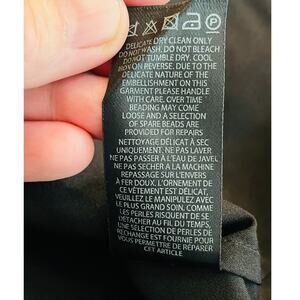 DELICATE DRY CLEAN ONLY
DO NOT WASH. DO NOT BLEACH
DO NOT TUMBLE DRY. COOL
IRON ON REVERSE. DUE TO THE
DELICATE NATURE OF THE
EMBELLISHMENT ON THIS
GARMENT PLEASE HANDLE
WITH CARE. OVER TIME
BEADING MAY COME
LOOSE AND A SELECTION
OF SPARE BEADS ARE
PROVIDED FOR REPAIRS
NETTOYAGE DÉLICAT À SEC
UNIQUEMENT. NE PAS LAVER
NE PAS PASSER À L'EAU DE JAVEL
NE PAS SÉCHER A LA MACHINE
REPASSAGE SUR L'ENVERS
À FER DOUX. L'ORNEMENT DE
CE VÊTEMENT EST DÉLICAT,
VEUILLEZ LE MANIPULEZ AVEC
LE PLUS GRAND SOIN. COMME
LES PERLES RISQUENT DE SE
DÉTACHER AU FIL DU TEMPS,
UNE SÉLECTION DE PERLES DE
RECHANGE EST FOURNIE POUR
VOUS PERMETTRE DE RÉPARER
CET ARTICLE